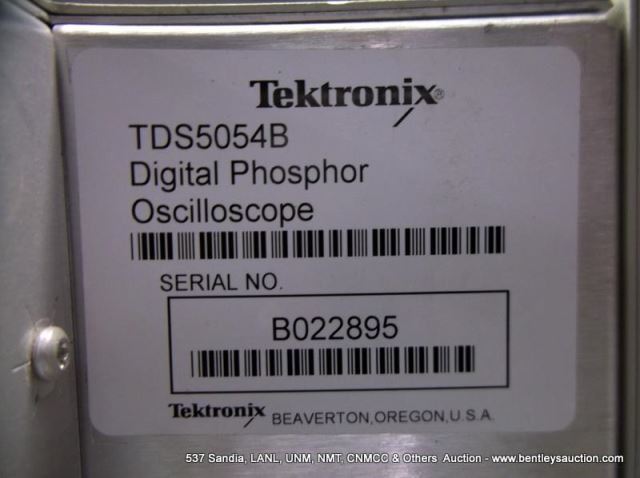 Tektronix®
TDS5054B
Digital Phosphor
Oscilloscope
SERIAL NO.
B022895
Tektronix BEAVERTON,OREGON,U.S.A.
537 Sandia, LANL, UNM, NMT, CNMCC & Others Auction - www.bentleysauction.com